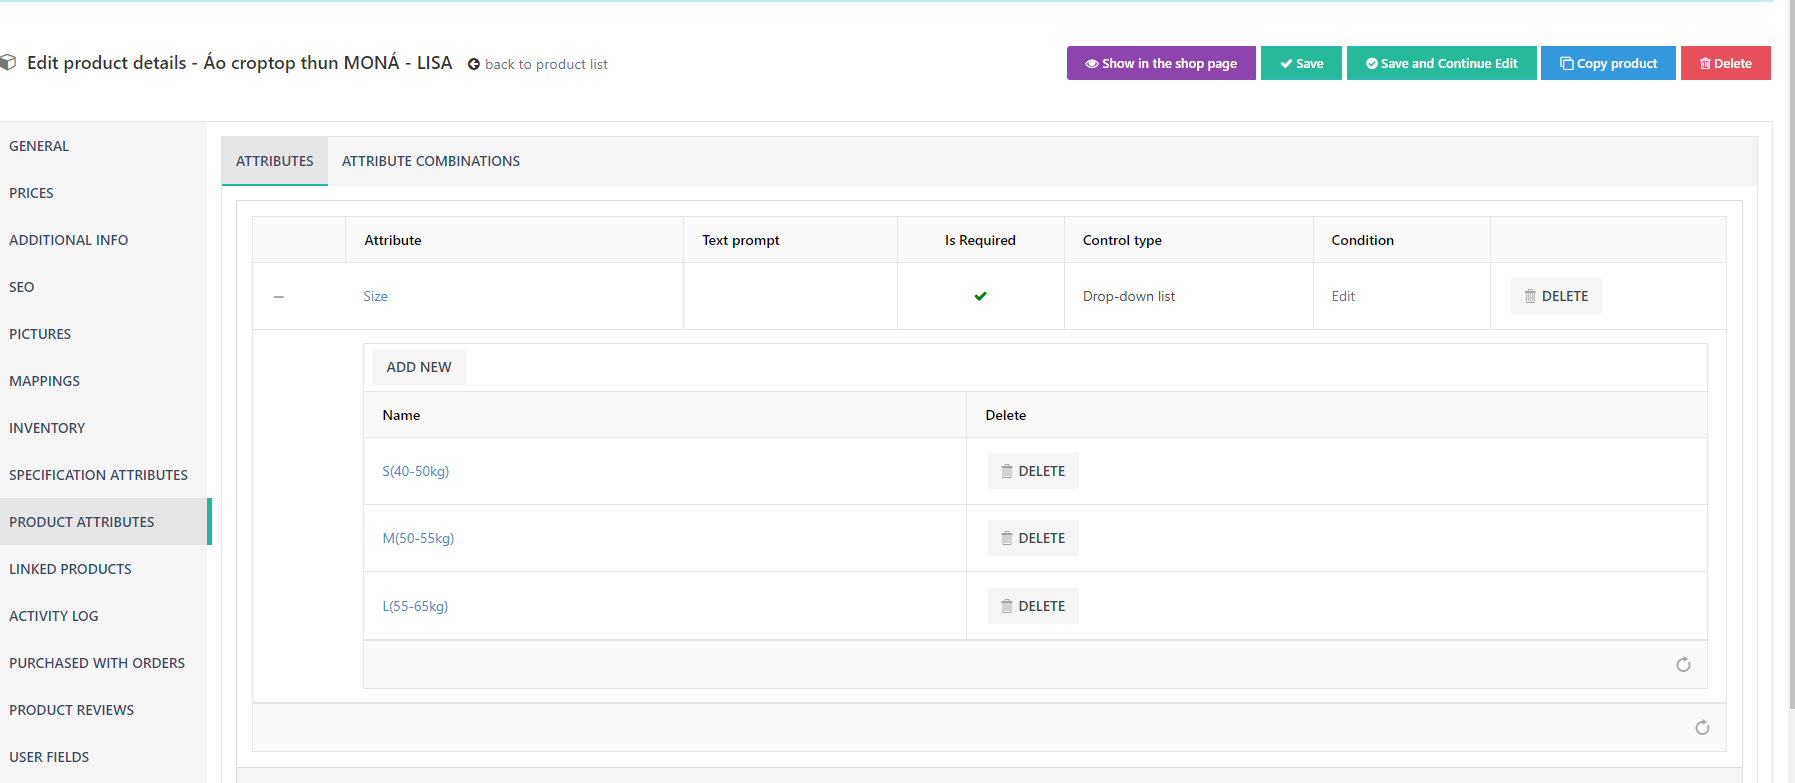 Edit product details - Áo croptop thun MONÁ - LISA back to product list
Show in the shop page Save Save and Continue Edit Copy product Delete
GENERAL
PRICES
ADDITIONAL INFO
SEO
PICTURES
MAPPINGS
INVENTORY
SPECIFICATION ATTRIBUTES
PRODUCT ATTRIBUTES
LINKED PRODUCTS
ACTIVITY LOG
PURCHASED WITH ORDERS
PRODUCT REVIEWS
USER FIELDS
ATTRIBUTES ATTRIBUTE COMBINATIONS
Attribute Text prompt Is Required Control type Condition
Size Drop-down list Edit DELETE
ADD NEW
Name Delete
S(40-50kg) DELETE
M(50-55kg) DELETE
L(55-65kg) DELETE